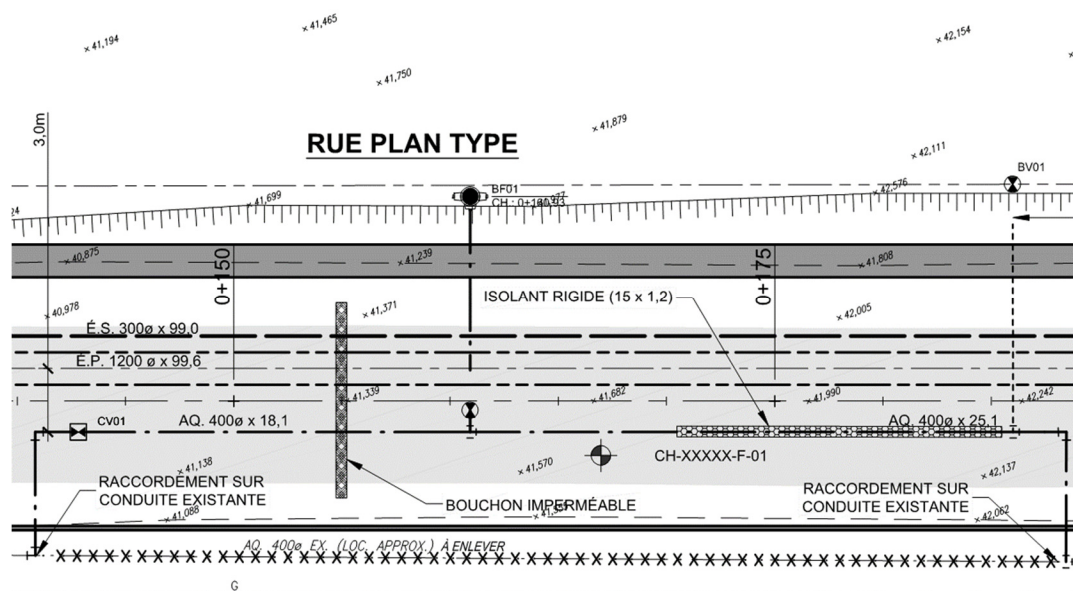 41,465
42,154
41,194
41,750
41,879
3,0m
RUE PLAN TYPE
42,111
BV01
BF01
41,699
CH : 0+160,93
42,576
24
40,875
41,239
41,808
0+150
0+175
ISOLANT RIGIDE (15 x 1,2)
40,978
41,371
42,005
É.S. 300ø x 99,0
É.P. 1200 ø x 99,6
41,339
41,682
41,990
42,242
CV01
AQ. 400ø x 18,1
AQ. 400ø x 25,1
CH-XXXXX-F-01
41,138
41,570
42,137
RACCORDEMENT SUR
CONDUITE EXISTANTE
BOUCHON IMPERMÉABLE
RACCORDEMENT SUR
CONDUITE EXISTANTE
41,088
42,062
AQ. 400ø EX. (LOC. APPROX.) À ENLEVER
G